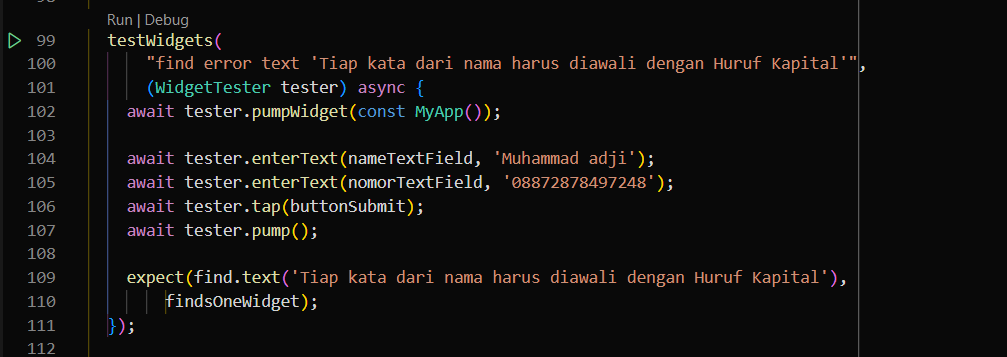 Run | Debug
99 testWidgets(
100 "find error text 'Tiap kata dari nama harus diawali dengan Huruf Kapital'",
101 (WidgetTester tester) async {
102 await tester.pumpWidget(const MyApp());
103
104 await tester.enterText(nameTextField, 'Muhammad adji');
105 await tester.enterText(nomorTextField, '08872878497248');
106 await tester.tap(buttonSubmit);
107 await tester.pump();
108
109 expect(find.text('Tiap kata dari nama harus diawali dengan Huruf Kapital'),
110 findsOneWidget);
111 });
112